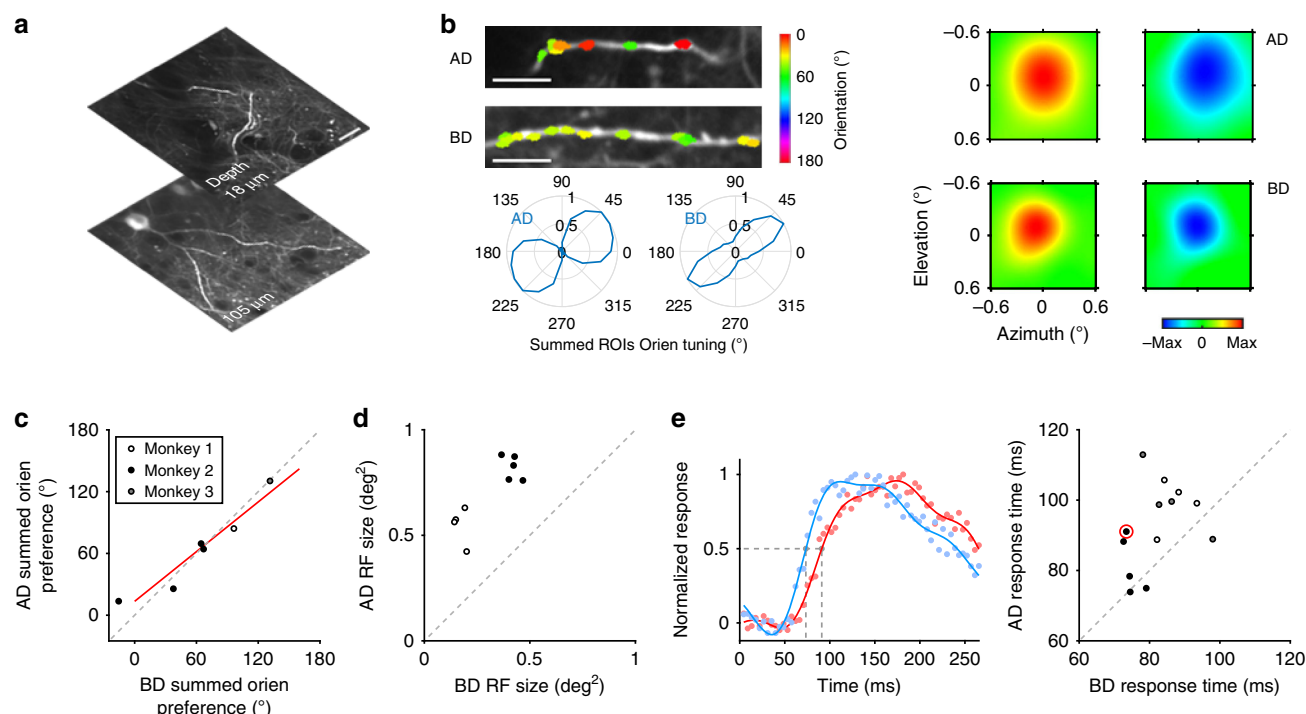 a
Depth
18 µm
105 µm
b
AD
BD
0
60
120
180
Orientation (°)
90
135
45
1
AD
0.5
180
0
0
225
315
270
90
135
45
1
BD
0.5
180
0
0
225
315
270
Summed ROIs Orien tuning (°)
–0.6
0
0.6
AD
–0.6
0
0.6
BD
Elevation (°)
–0.6
0
0.6
Azimuth (°)
–Max
0
Max
c
180
120
60
0
Monkey 1
Monkey 2
Monkey 3
AD summed orien
preference (°)
0
60
120
180
BD summed orien
preference (°)
d
1
0.5
0
AD RF size (deg²)
0
0.5
1
BD RF size (deg²)
e
1
0.5
0
Normalized response
0
50
100
150
200
250
Time (ms)
120
100
80
60
AD response time (ms)
60
80
100
120
BD response time (ms)